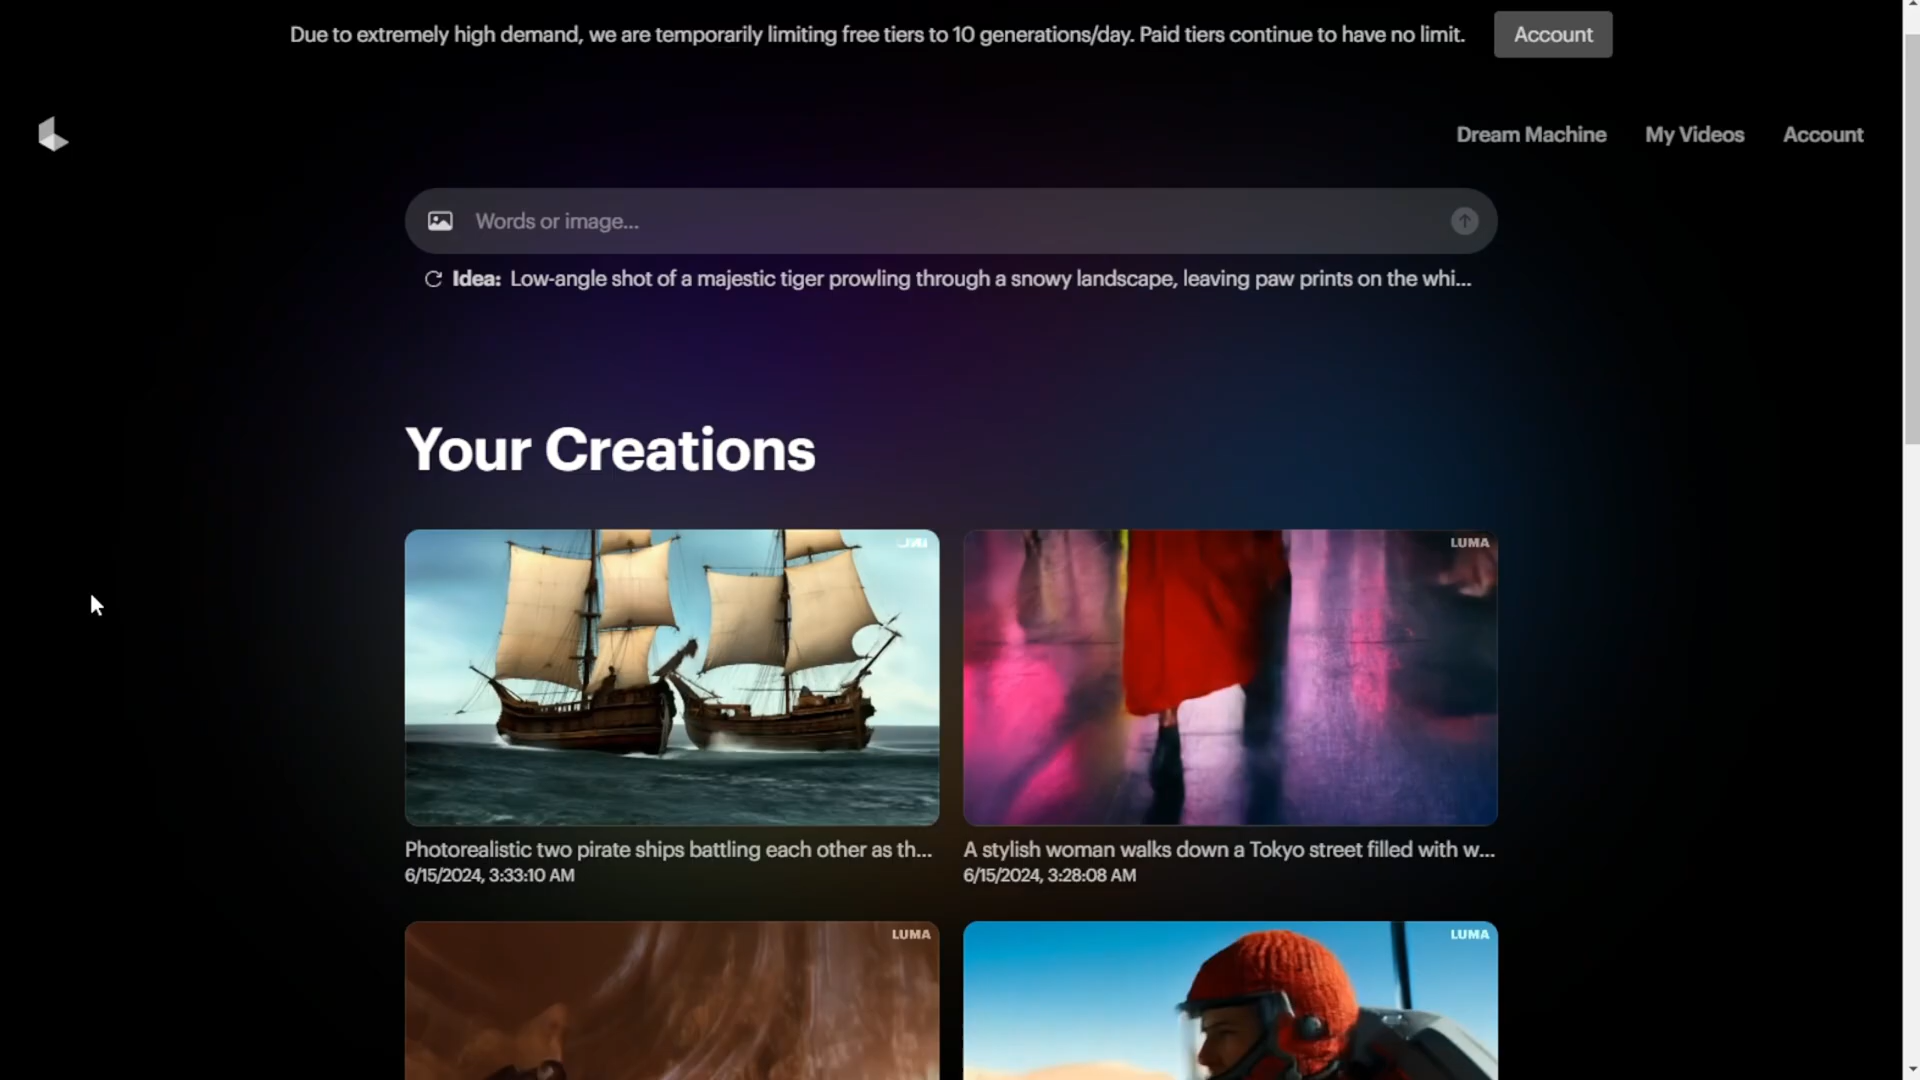 Due to extremely high demand, we are temporarily limiting free tiers to 10 generations/day. Paid tiers continue to have no limit.
Account
Dream Machine
My Videos
Account
Words or image...
Idea: Low-angle shot of a majestic tiger prowling through a snowy landscape, leaving paw prints on the whi...
Your Creations
LUMA
Photorealistic two pirate ships battling each other as th...
6/15/2024, 3:33:10 AM
A stylish woman walks down a Tokyo street filled with w...
6/15/2024, 3:28:08 AM
LUMA
LUMA